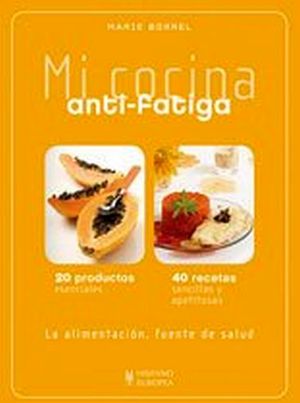 MARIE BORREL
Mi cocina
anti-Fatiga
20 productos
esenciales
40 recetas
sencillas y
apetitosas
La alimentación, fuente de salud
HISPANO
EUROPEA